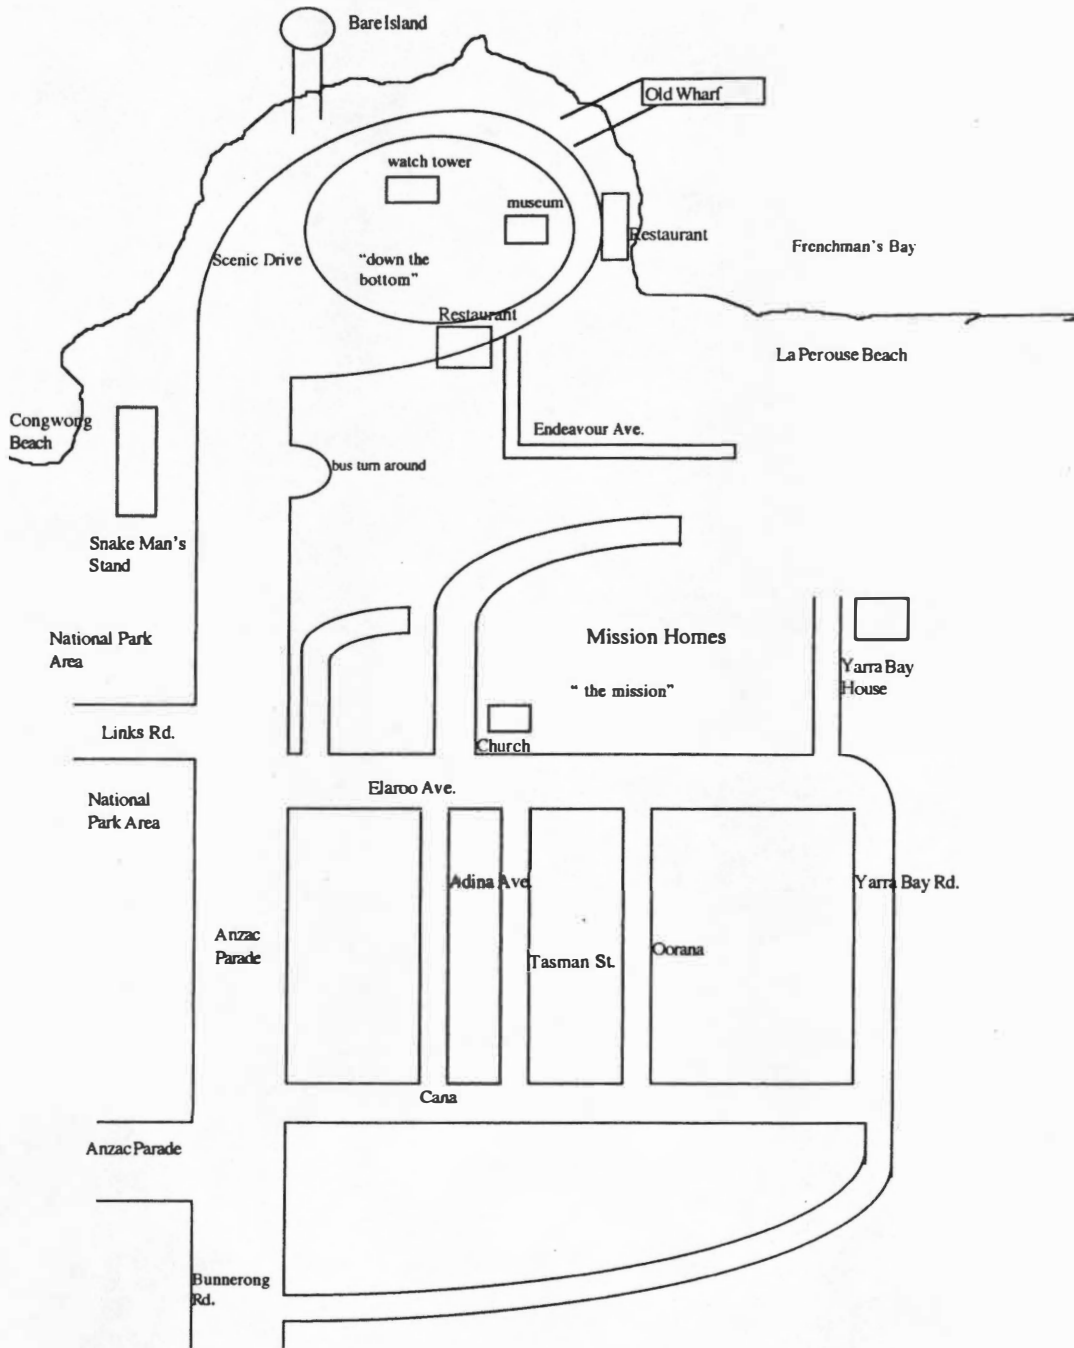 Bare Island
Old Wharf
watch tower
museum
Restaurant
Frenchman's Bay
Scenic Drive
"down the
bottom"
Restaurant
La Perouse Beach
Congwong
Beach
Endeavour Ave.
bus turn around
Snake Man's
Stand
National Park
Area
Mission Homes
" the mission"
Yarra Bay
House
Links Rd.
Church
Elaroo Ave.
National
Park Area
Adina Ave.
Yarra Bay Rd.
Anzac
Parade
Tasman St.
Oorana
Cana
Anzac Parade
Bunnerong
Rd.